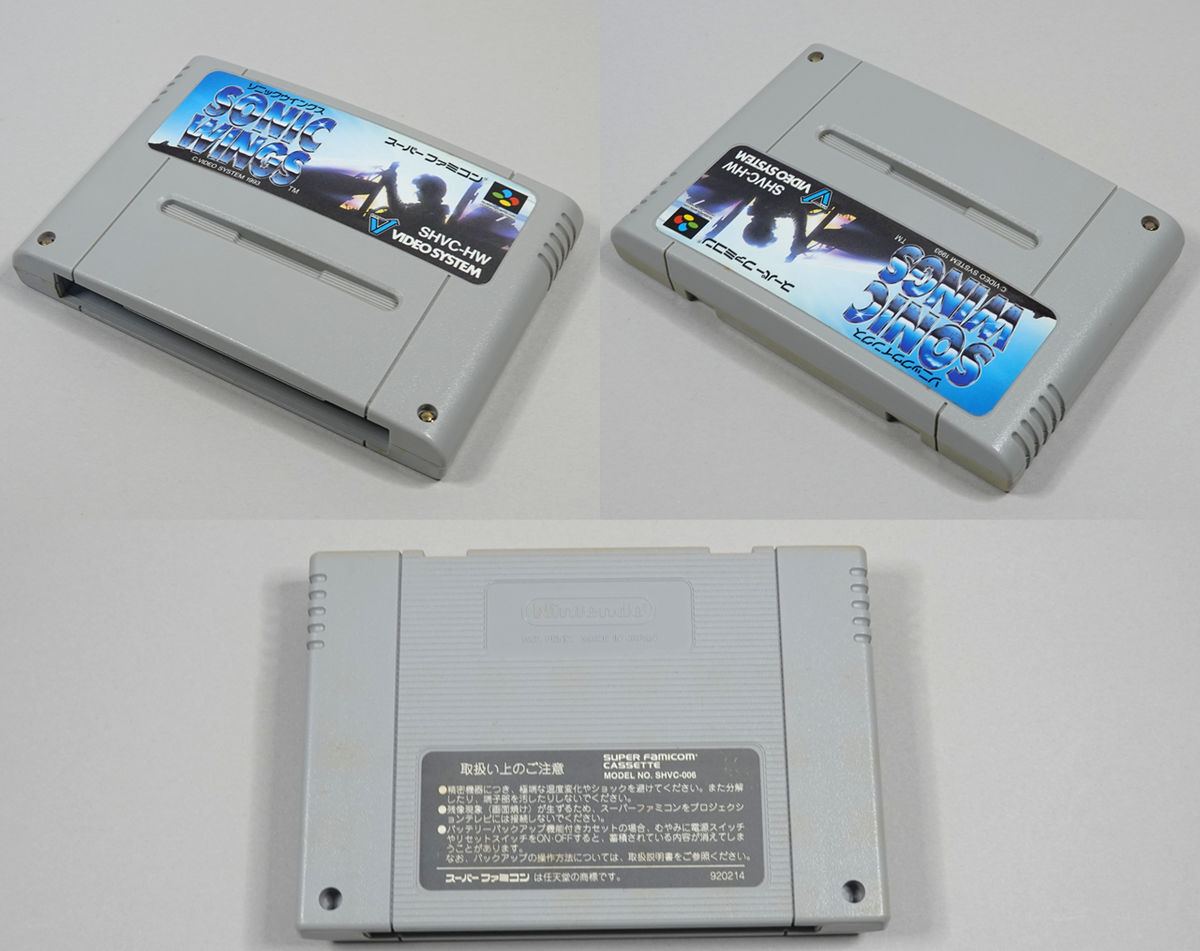 ソニックウイングス
SONIC
WINGS
TM
© VIDEO SYSTEM 1993
スーパーファミコン
SHVC-HW
VIDEO SYSTEM
VIDEO SYSTEM
SHVC-HW
スーパーファミコン
TM
© VIDEO SYSTEM 1993
SONIC
WINGS
ソニックウイングス
Nintendo
MADE IN JAPAN
取扱い上のご注意
SUPER FAMICOM
CASSETTE
MODEL NO. SHVC-006
●精密機器につき、極端な温度変化やショックを避けてください。また分解
したり、端子部を汚したりしないでください。
●残像現象（画面焼け）が生ずるため、スーパーファミコンをプロジェクシ
ョンテレビには接続しないでください。
●バッテリーバックアップ機能付きカセットの場合、むやみに電源スイッチ
やリセットスイッチをON・OFFすると、蓄積されている内容が消えてしま
うことがあります。
なお、バックアップの操作方法については、取扱説明書をご参照ください。
スーパーファミコン は任天堂の商標です。
920214